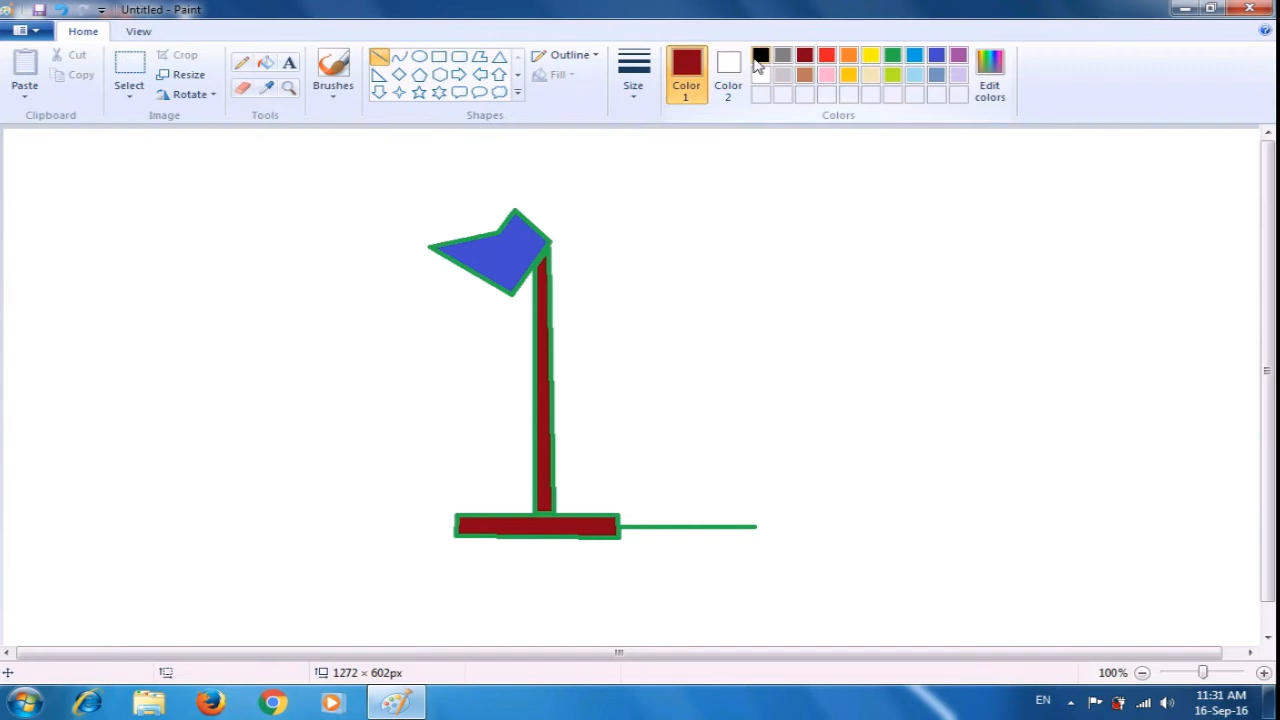 Untitled - Paint
Home View
Paste Cut Copy
Select Crop Resize Rotate
Brushes
Outline Fill
Size
Color 1
Color 2
Edit colors
Clipboard Image Tools Shapes Colors
1272 × 602px 100%
EN 11:31 AM
16-Sep-16